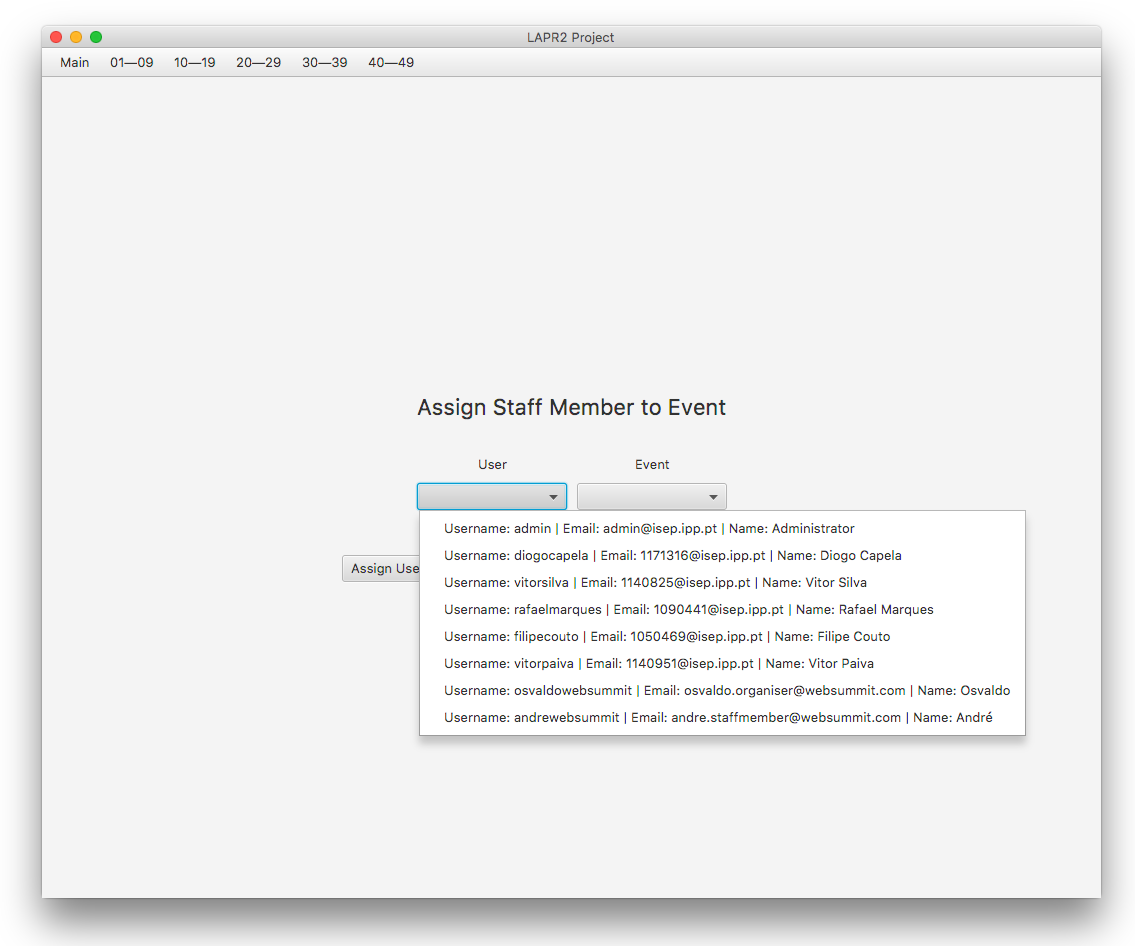 LAPR2 Project
Main 01—09 10—19 20—29 30—39 40—49
Assign Staff Member to Event
User Event
Username: admin | Email: admin@isep.ipp.pt | Name: Administrator
Username: diogocapela | Email: 1171316@isep.ipp.pt | Name: Diogo Capela
Assign Use
Username: vitorsilva | Email: 1140825@isep.ipp.pt | Name: Vitor Silva
Username: rafaelmarques | Email: 1090441@isep.ipp.pt | Name: Rafael Marques
Username: filipecouto | Email: 1050469@isep.ipp.pt | Name: Filipe Couto
Username: vitorpaiva | Email: 1140951@isep.ipp.pt | Name: Vitor Paiva
Username: osvaldowebsummit | Email: osvaldo.organiser@websummit.com | Name: Osvaldo
Username: andrewebsummit | Email: andre.staffmember@websummit.com | Name: André